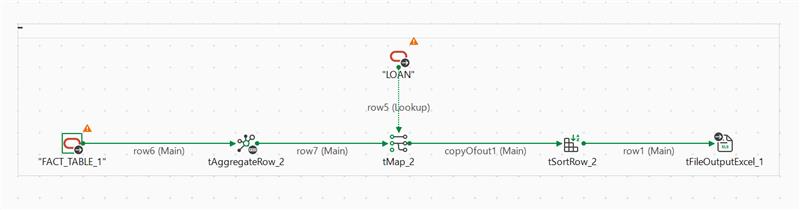 "LOAN"
row5 (Lookup)
row6 (Main)
row7 (Main)
copyOfout1 (Main)
row1 (Main)
"FACT_TABLE_1"
tAggregateRow_2
tMap_2
tSortRow_2
tFileOutputExcel_1